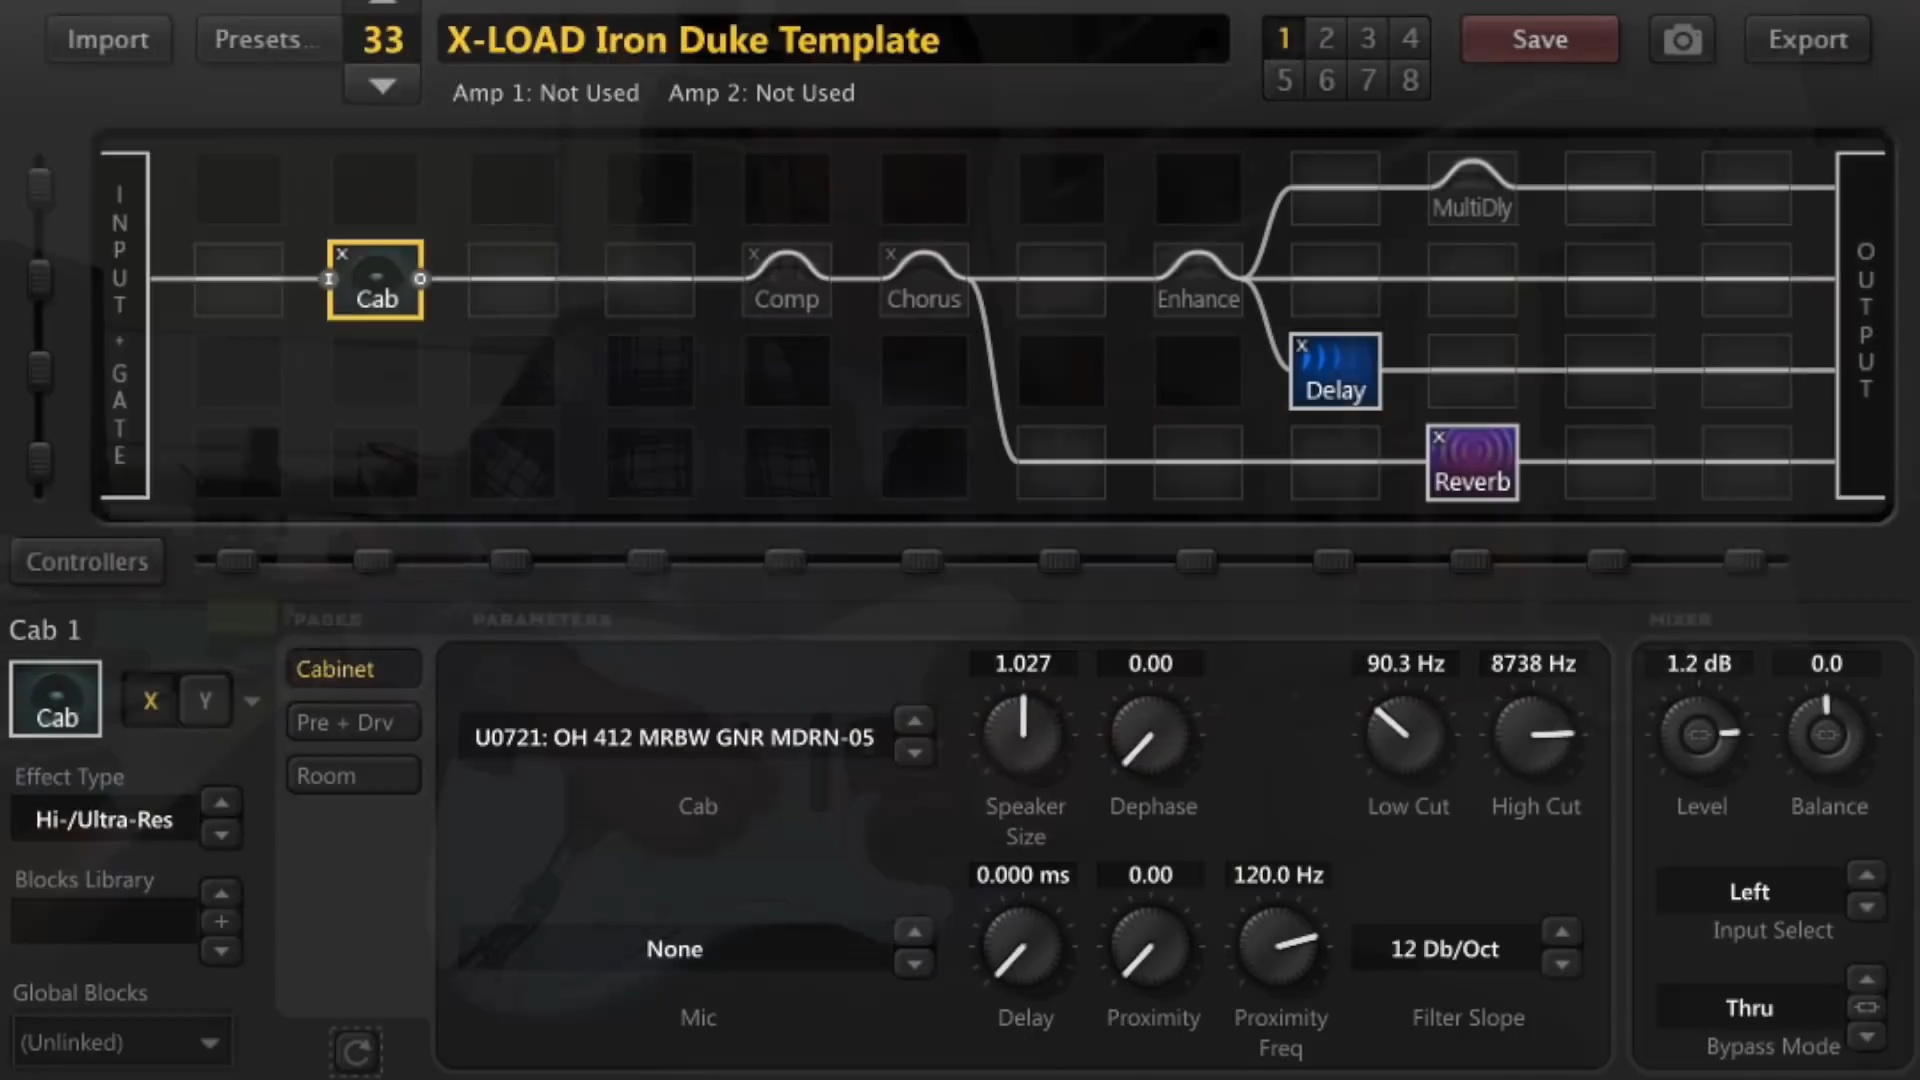 Import
Presets...
33
X-LOAD Iron Duke Template
1 2 3 4
5 6 7 8
Save
Export
Amp 1: Not Used Amp 2: Not Used
INPUT + GATE
Cab
Comp
Chorus
Enhance
MultiDly
Delay
Reverb
OUTPUT
Controllers
Cab 1
Cab
X Y
Effect Type
Hi-/Ultra-Res
Blocks Library
+
Global Blocks
(Unlinked)
PAGES
Cabinet
Pre + Drv
Room
PARAMETERS
U0721: OH 412 MRBW GNR MDRN-05
Cab
1.027
Speaker
Size
0.00
Dephase
90.3 Hz
Low Cut
8738 Hz
High Cut
None
Mic
0.000 ms
Delay
0.00
Proximity
120.0 Hz
Proximity
Freq
12 Db/Oct
Filter Slope
MIXER
1.2 dB
Level
0.0
Balance
Left
Input Select
Thru
Bypass Mode